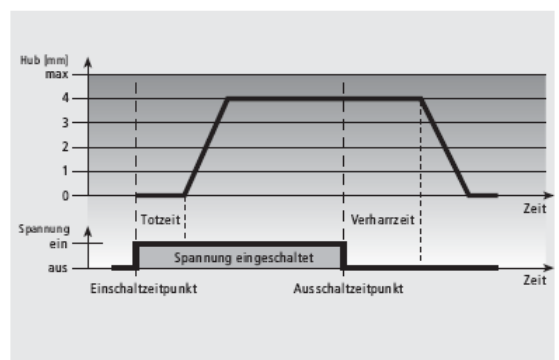 Hub [mm]
max
4
3
2
1
0
Zeit
Totzeit
Verharrzeit
Spannung
ein
Spannung eingeschaltet
aus
Zeit
Einschaltzeitpunkt
Ausschaltzeitpunkt